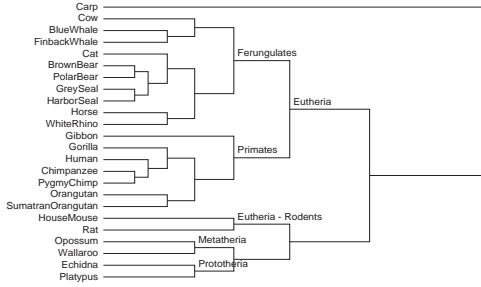 Carp
Cow
BlueWhale
FinbackWhale
Ferungulates
Cat
BrownBear
PolarBear
GreySeal
HarborSeal
Eutheria
Horse
WhiteRhino
Gibbon
Gorilla
Primates
Human
Chimpanzee
PygmyChimp
Orangutan
SumatranOrangutan
HouseMouse
Eutheria - Rodents
Rat
Opossum
Metatheria
Wallaroo
Echidna
Prototheria
Platypus